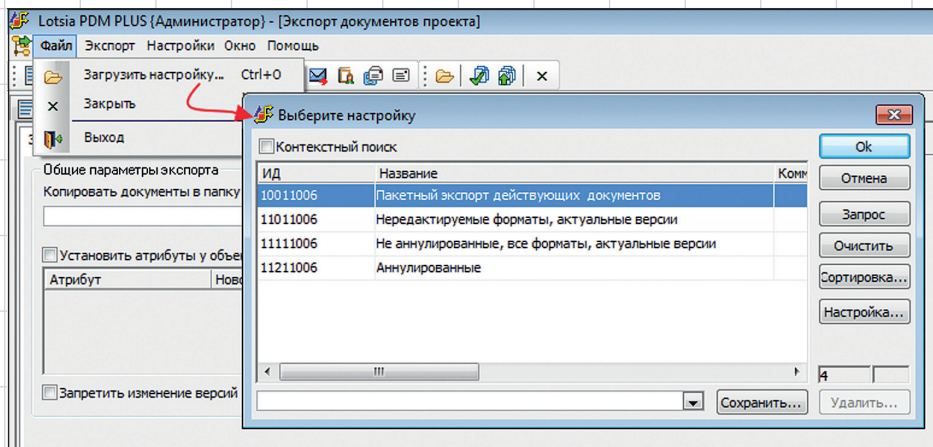 Lotsia PDM PLUS {Администратор} - [Экспорт документов проекта]
Файл Экспорт Настройки Окно Помощь
Загрузить настройку... Ctrl+O
Закрыть
Выход
Общие параметры экспорта
Копировать документы в папку
Установить атрибуты у объе
Атрибут Ново
Запретить изменение версий
Выберите настройку
Контекстный поиск
ИД Название Комм
10011006 Пакетный экспорт действующих документов
11011006 Нередактируемые форматы, актуальные версии
11111006 Не аннулированные, все форматы, актуальные версии
11211006 Аннулированные
Ok
Отмена
Запрос
Очистить
Сортировка...
Настройка...
4
Сохранить... Удалить...